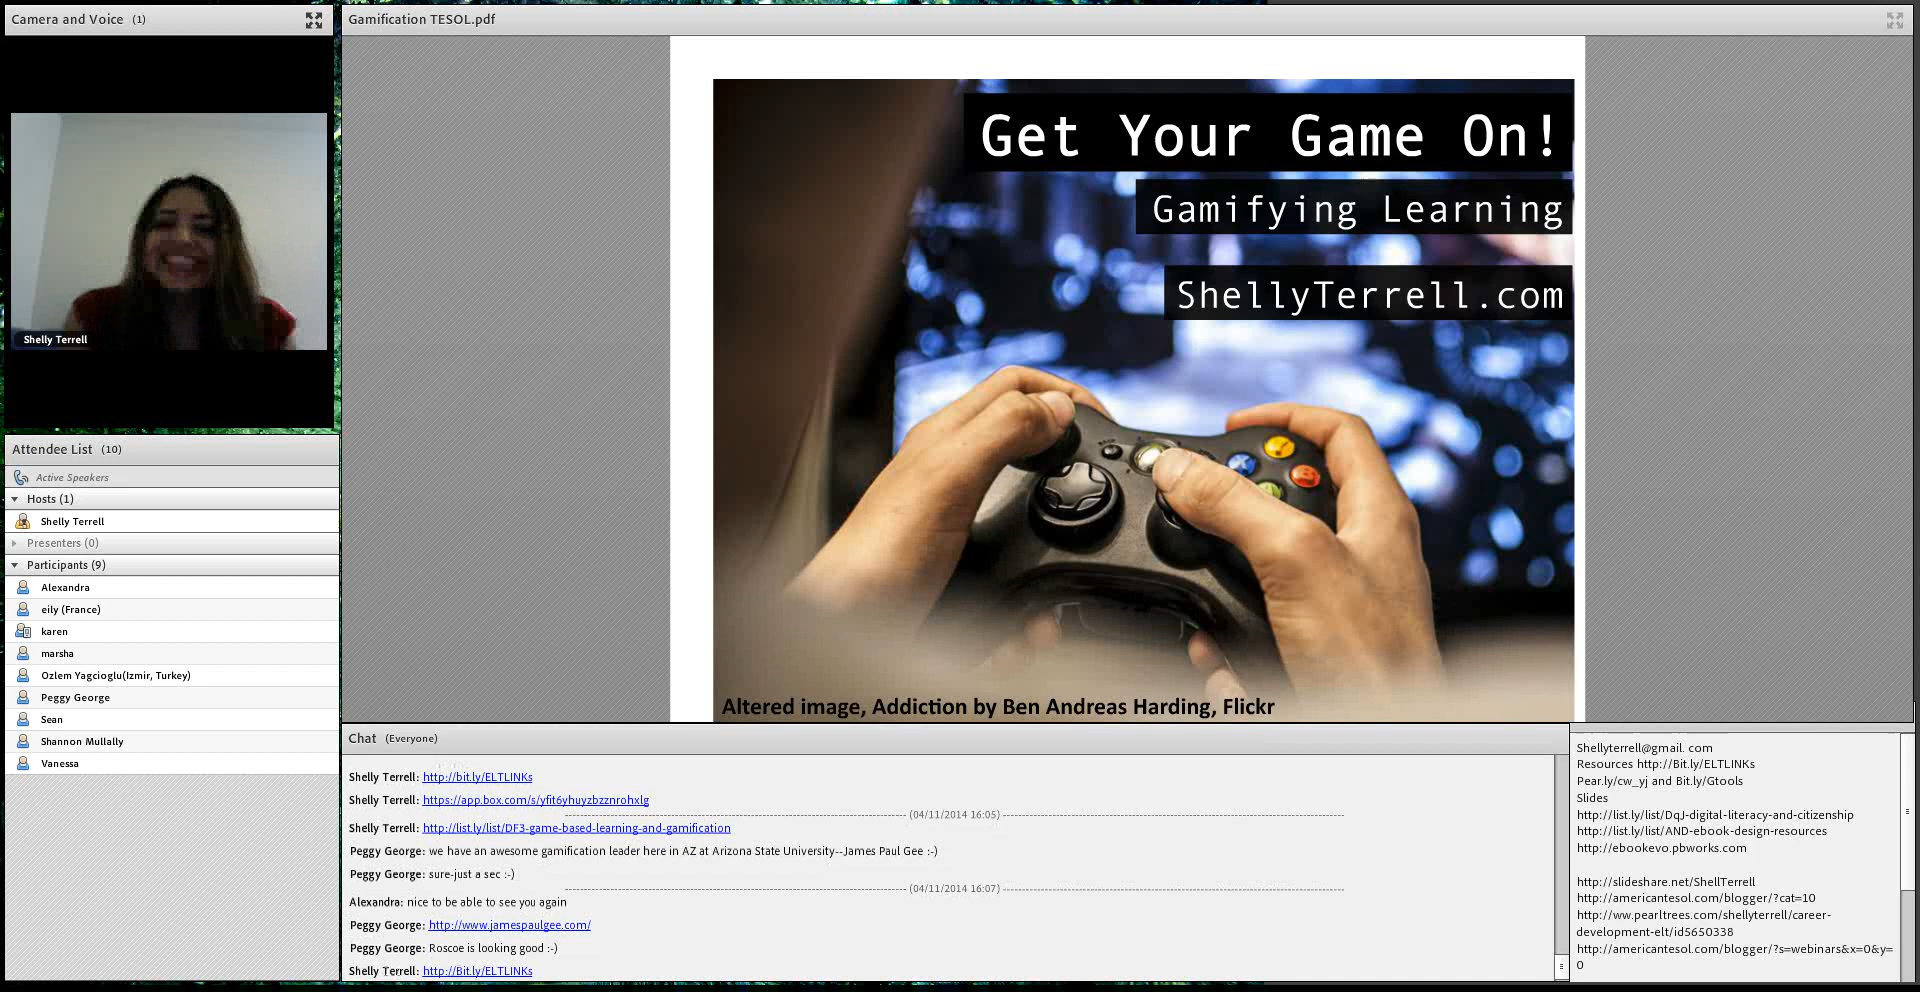 Camera and Voice (1)
Shelly Terrell
Attendee List (10)
Active Speakers
Hosts (1)
Shelly Terrell
Presenters (0)
Participants (9)
Alexandra
eily (France)
karen
marsha
Ozlem Yagcioglu(Izmir, Turkey)
Peggy George
Sean
Shannon Mullally
Vanessa
Gamification TESOL.pdf
Get Your Game On!
Gamifying Learning
ShellyTerrell.com
Altered image, Addiction by Ben Andreas Harding, Flickr
Chat (Everyone)
Shelly Terrell: http://bit.ly/ELTLINKs
Shelly Terrell: https://app.box.com/s/yfit6yhuyzbzznrohxlg
(04/11/2014 16:05)
Shelly Terrell: http://list.ly/list/DF3-game-based-learning-and-gamification
Peggy George: we have an awesome gamification leader here in AZ at Arizona State University--James Paul Gee :-)
Peggy George: sure-just a sec :-)
(04/11/2014 16:07)
Alexandra: nice to be able to see you again
Peggy George: http://www.jamespaulgee.com/
Peggy George: Roscoe is looking good :-)
Shelly Terrell: http://Bit.ly/ELTLINKs
Shellyterrell@gmail. com
Resources http://Bit.ly/ELTLINKs
Pear.ly/cw_yj and Bit.ly/Gtools
Slides
http://list.ly/list/DqJ-digital-literacy-and-citizenship
http://list.ly/list/AND-ebook-design-resources
http://ebookevo.pbworks.com
http://slideshare.net/ShellTerrell
http://americantesol.com/blogger/?cat=10
http://ww.pearltrees.com/shellyterrell/career-
development-elt/id5650338
http://americantesol.com/blogger/?s=webinars&x=0&y=
0